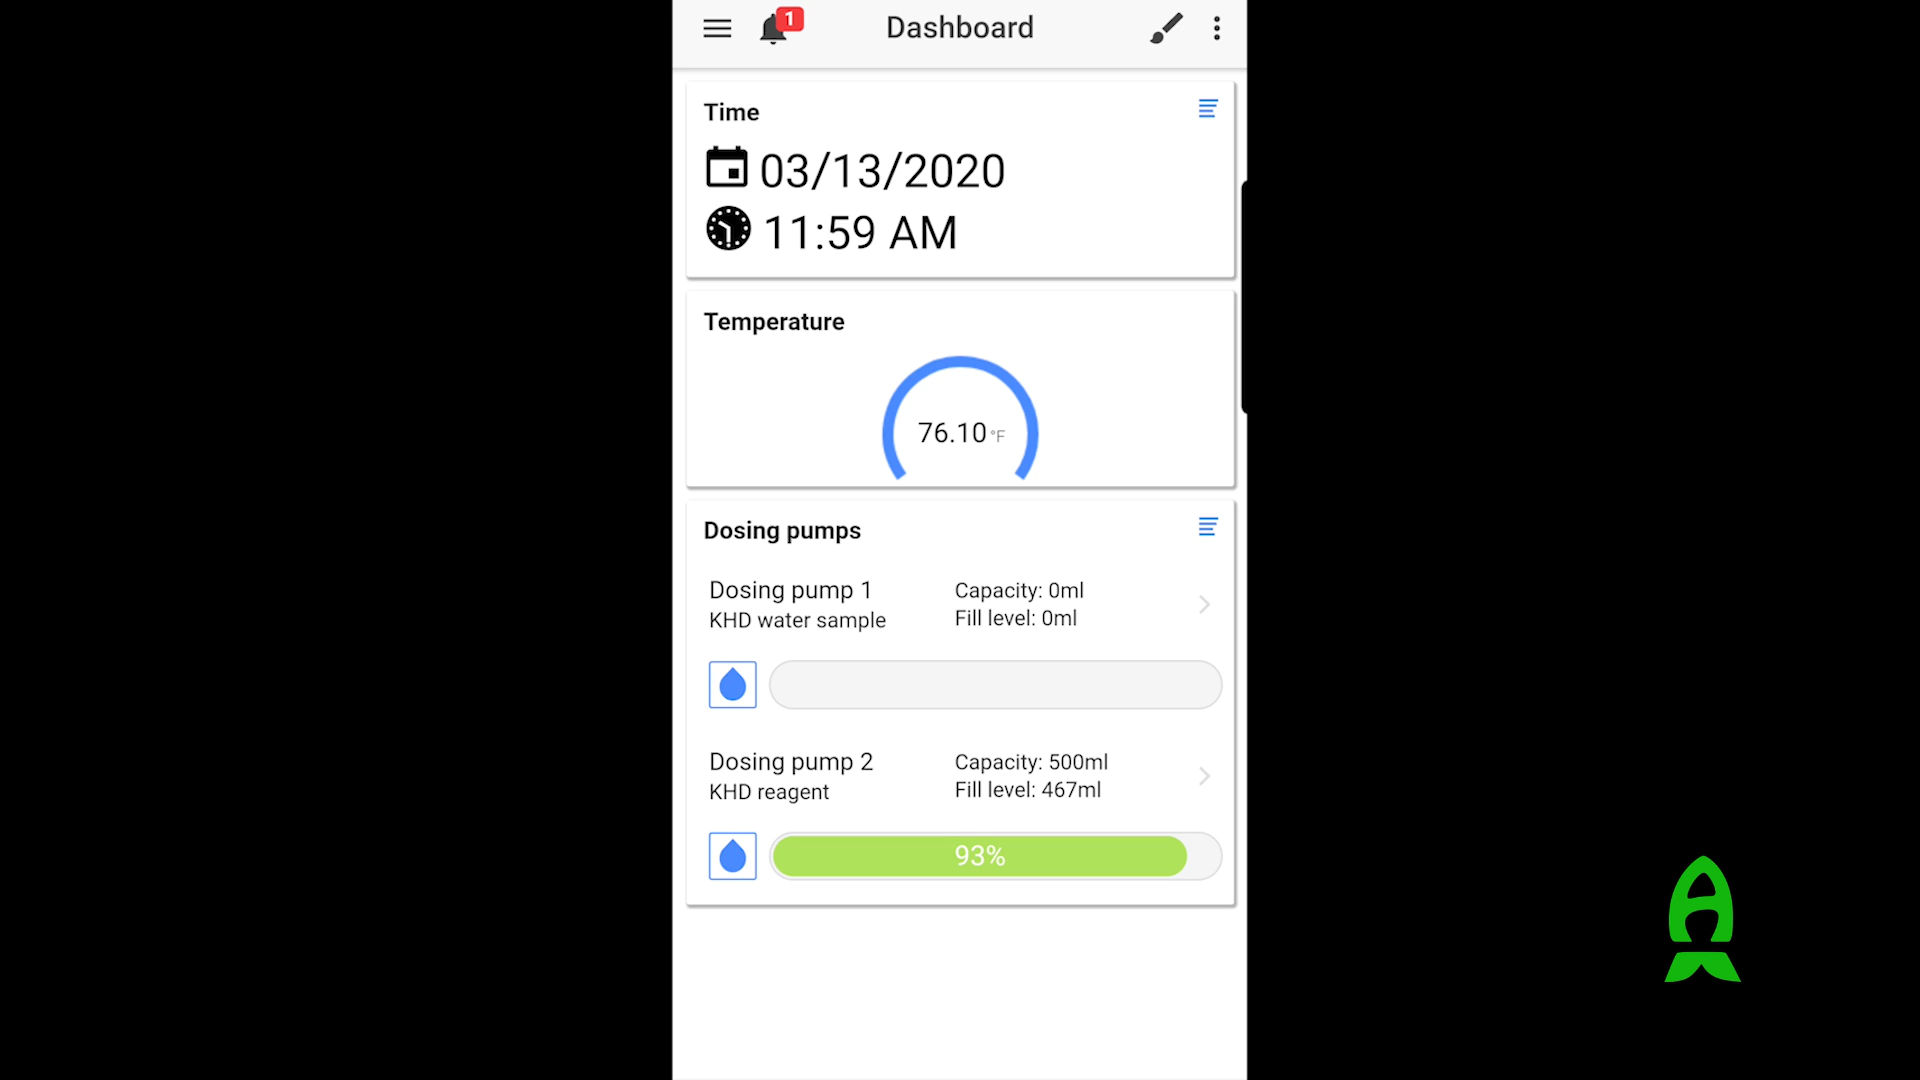 1
Dashboard
Time
03/13/2020
11:59 AM
Temperature
76.10 °F
Dosing pumps
Dosing pump 1
KHD water sample
Capacity: 0ml
Fill level: 0ml
Dosing pump 2
KHD reagent
Capacity: 500ml
Fill level: 467ml
93%